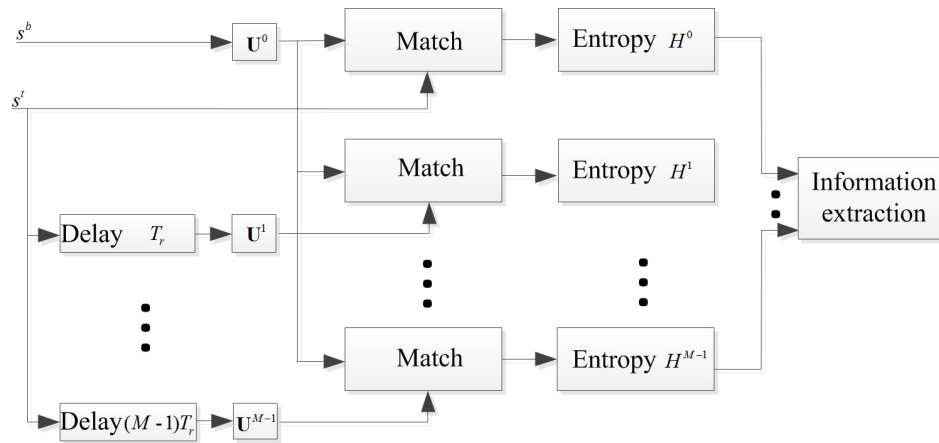 s^b
U^0
Match
Entropy H^0
s^t
Match
Entropy H^1
Information
extraction
Delay T_r
U^1
Match
Entropy H^{M-1}
Delay(M-1)T_r
U^{M-1}